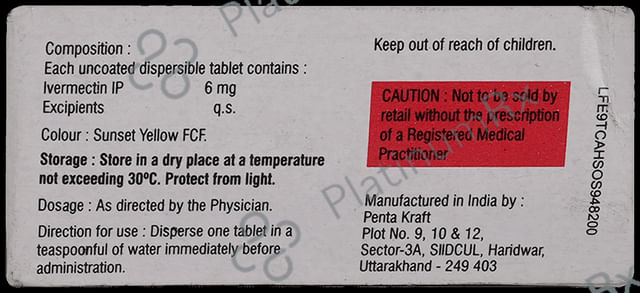 Composition :
Each uncoated dispersible tablet contains :
Ivermectin IP 6 mg
Excipients q.s.
Colour : Sunset Yellow FCF.
Storage : Store in a dry place at a temperature
not exceeding 30ºC. Protect from light.
Dosage : As directed by the Physician.
Direction for use : Disperse one tablet in a
teaspoonful of water immediately before
administration.
Keep out of reach of children.
CAUTION : Not to be sold by
retail without the prescription
of a Registered Medical
Practitioner
Manufactured in India by :
Penta Kraft
Plot No. 9, 10 & 12,
Sector-3A, SIIDCUL, Haridwar,
Uttarakhand - 249 403
LFE9TCAHSOS948200
PlatinumRx